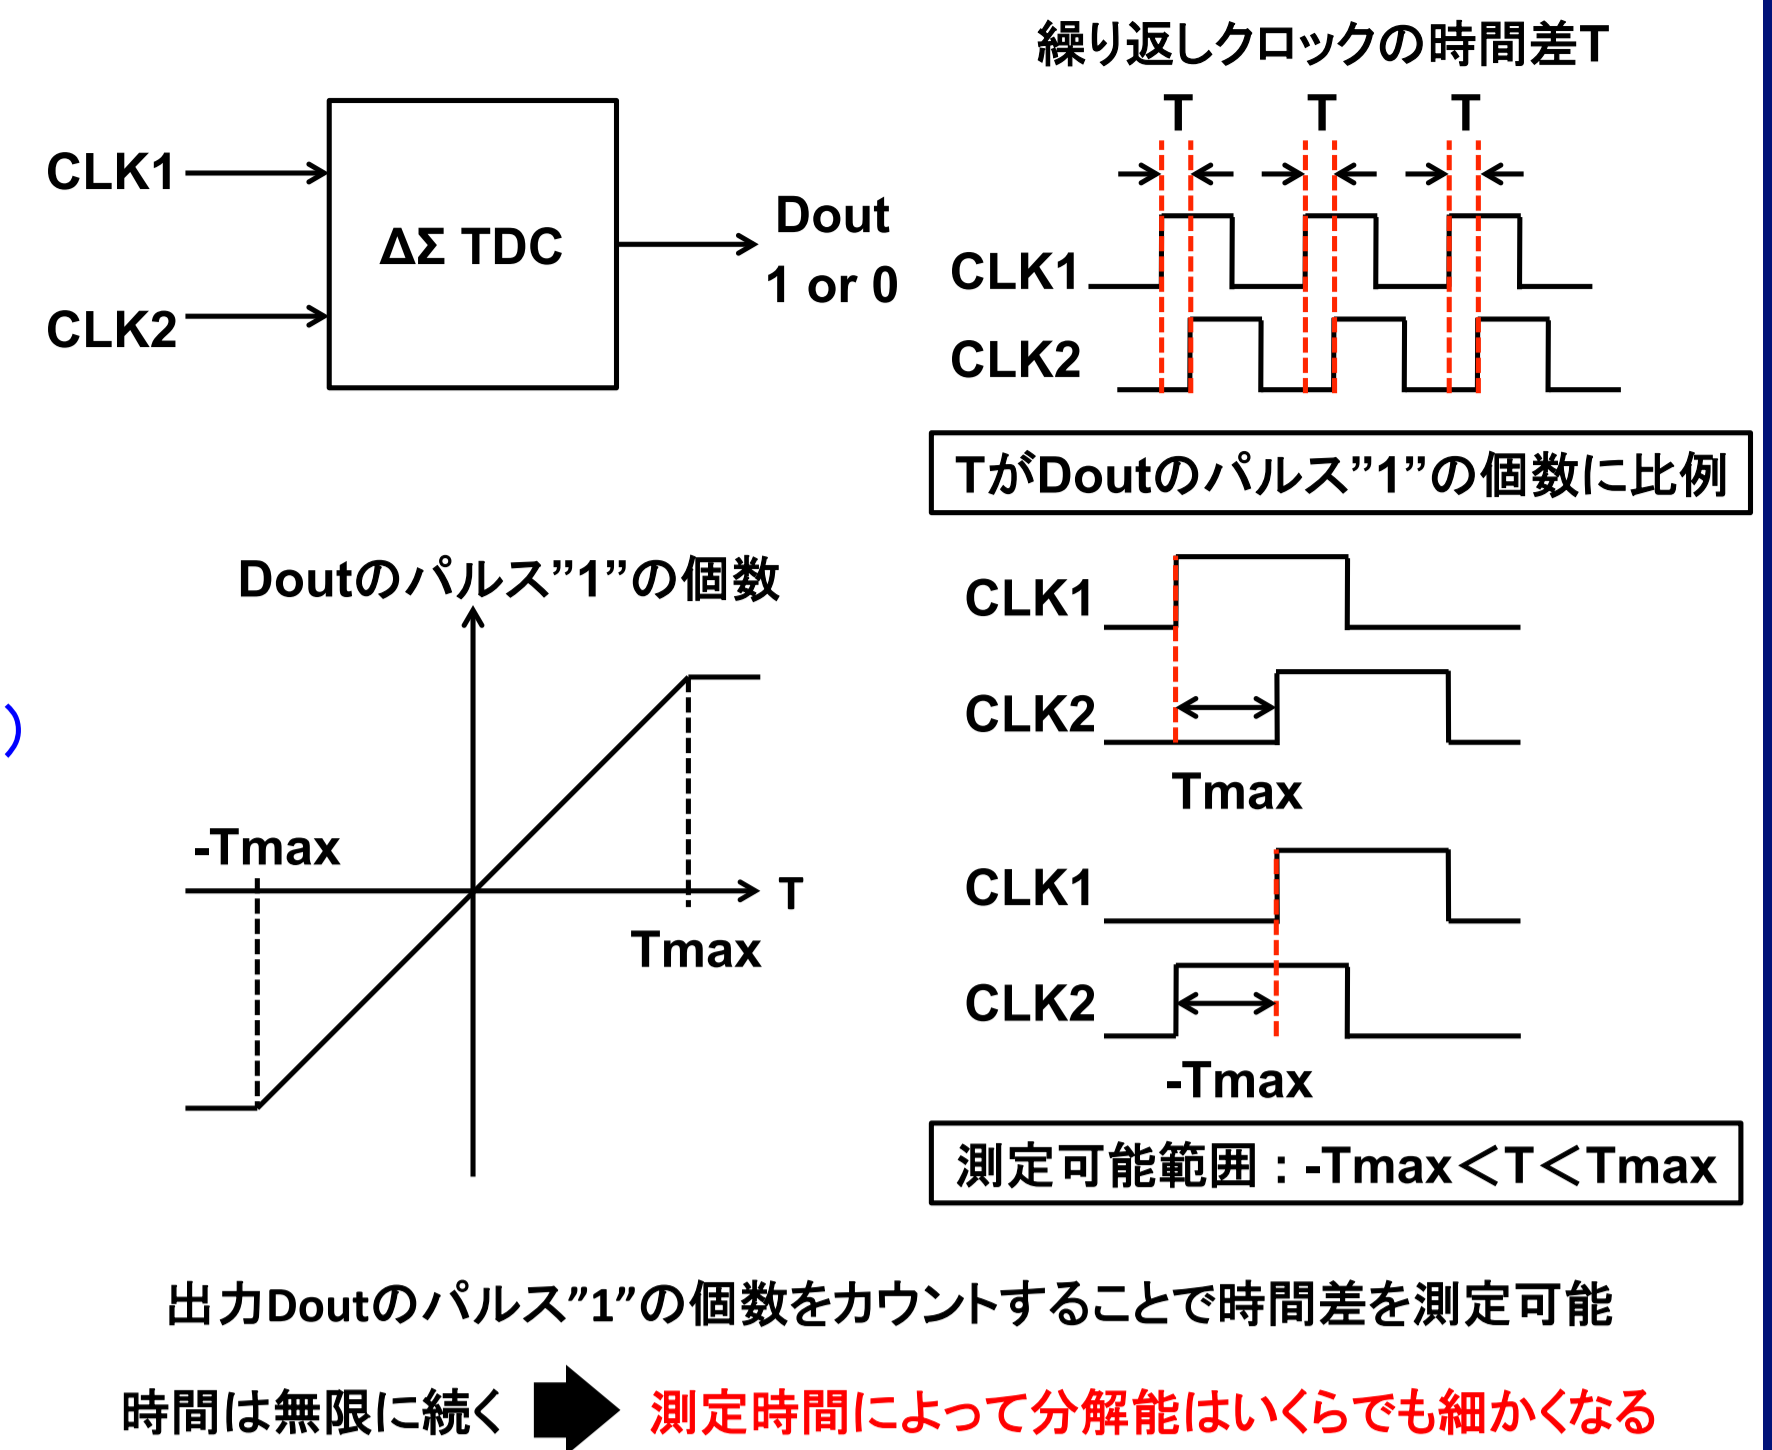 繰り返しクロックの時間差T
T T T
CLK1
ΔΣ TDC
CLK2
Dout
1 or 0
CLK1
CLK2
TがDoutのパルス”1”の個数に比例
Doutのパルス”1”の個数
-Tmax
T
Tmax
CLK1
CLK2
Tmax
CLK1
CLK2
-Tmax
測定可能範囲：-Tmax＜T＜Tmax
)
出力Doutのパルス”1”の個数をカウントすることで時間差を測定可能
時間は無限に続く 測定時間によって分解能はいくらでも細かくなる